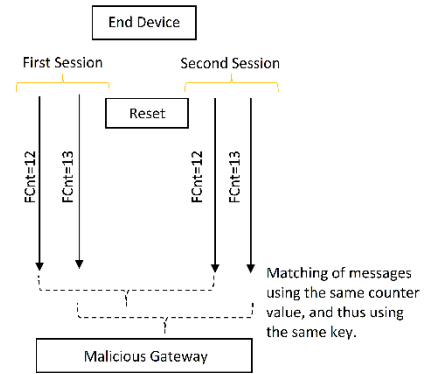 End Device
First Session
Second Session
Reset
FCnt=12
FCnt=13
FCnt=12
FCnt=13
Matching of messages
using the same counter
value, and thus using
the same key.
Malicious Gateway